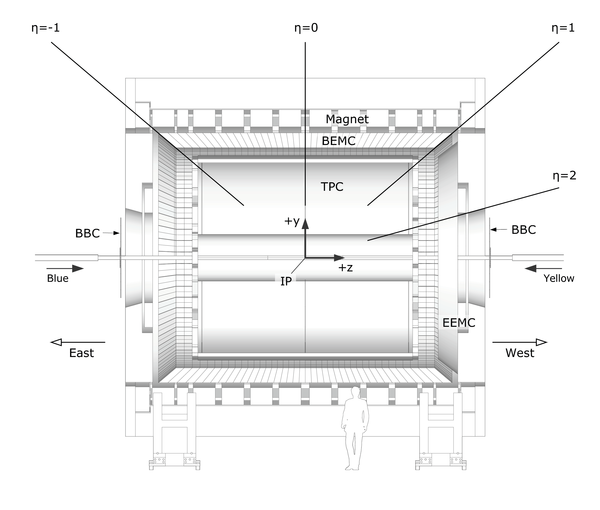 η=-1
η=0
η=1
Magnet
BEMC
TPC
η=2
+y
BBC
BBC
+z
IP
Blue
Yellow
EEMC
East
West